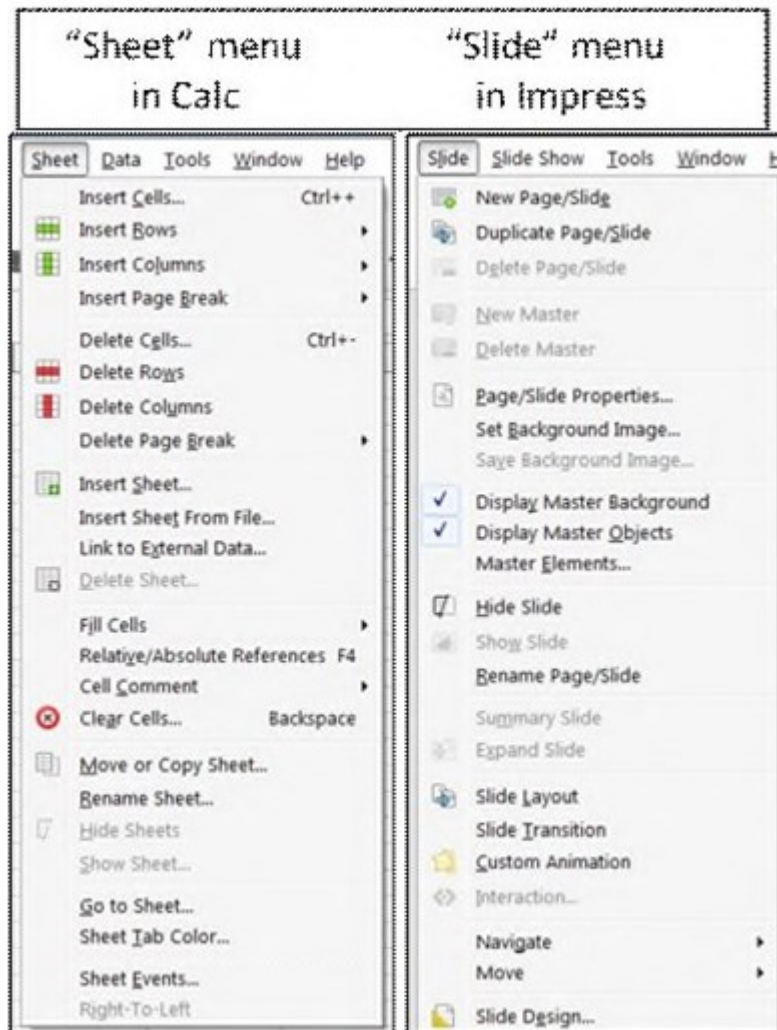 “Sheet” menu
in Calc
“Slide” menu
in Impress
Sheet Data Tools Window Help
Insert Cells... Ctrl++
Insert Rows
Insert Columns
Insert Page Break
Delete Cells... Ctrl+-
Delete Rows
Delete Columns
Delete Page Break
Insert Sheet...
Insert Sheet From File...
Link to External Data...
Delete Sheet...
Fill Cells
Relative/Absolute References F4
Cell Comment
Clear Cells... Backspace
Move or Copy Sheet...
Rename Sheet...
Hide Sheets
Show Sheet...
Go to Sheet...
Sheet Tab Color...
Sheet Events...
Right-To-Left
Slide Slide Show Tools Window H
New Page/Slide
Duplicate Page/Slide
Delete Page/Slide
New Master
Delete Master
Page/Slide Properties...
Set Background Image...
Save Background Image...
Display Master Background
Display Master Objects
Master Elements...
Hide Slide
Show Slide
Rename Page/Slide
Summary Slide
Expand Slide
Slide Layout
Slide Transition
Custom Animation
Interaction...
Navigate
Move
Slide Design...